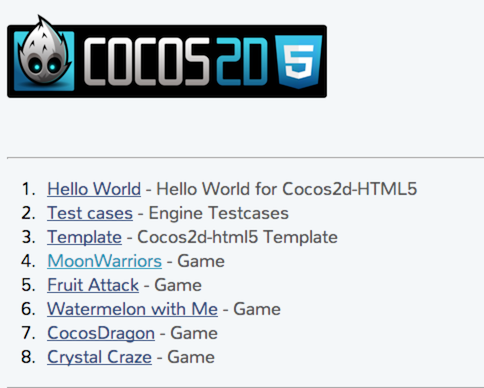 COCOS2D 5
1. Hello World - Hello World for Cocos2d-HTML5
2. Test cases - Engine Testcases
3. Template - Cocos2d-html5 Template
4. MoonWarriors - Game
5. Fruit Attack - Game
6. Watermelon with Me - Game
7. CocosDragon - Game
8. Crystal Craze - Game